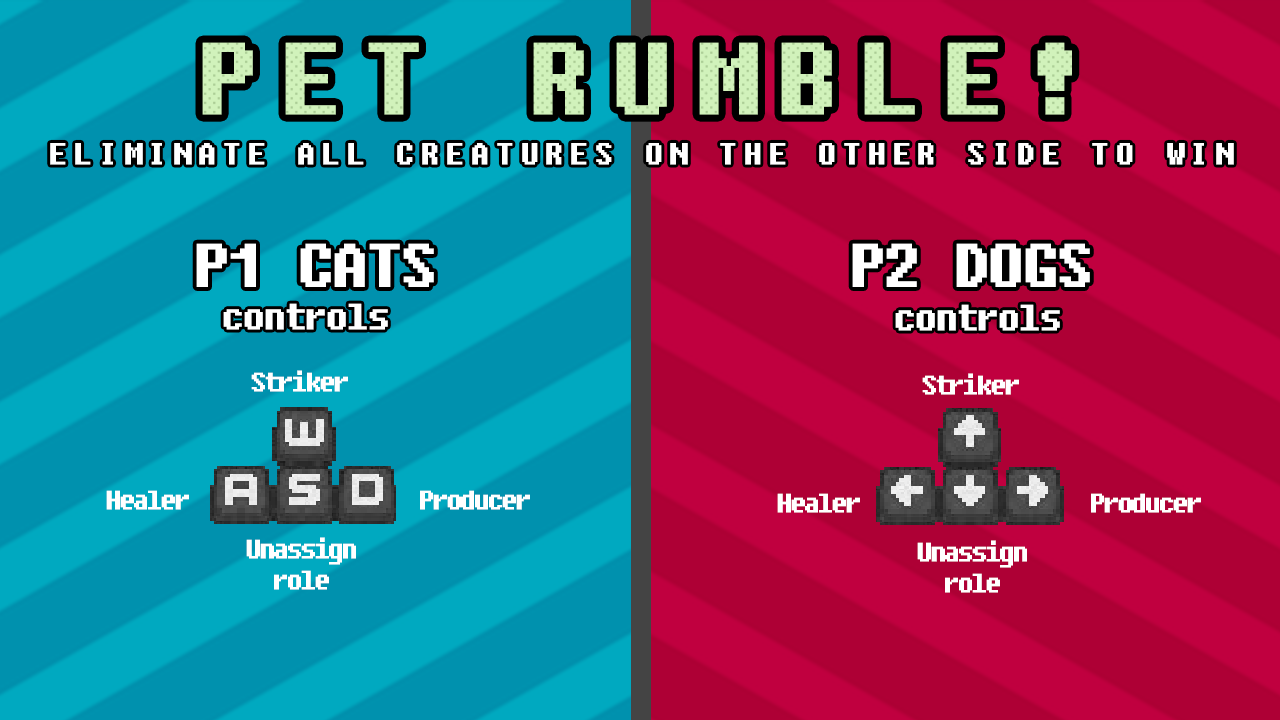 PET RUMBLE!
ELIMINATE ALL CREATURES ON THE OTHER SIDE TO WIN
P1 CATS
controls
Striker
W
Healer A S D Producer
Unassign
role
P2 DOGS
controls
Striker
Healer Producer
Unassign
role